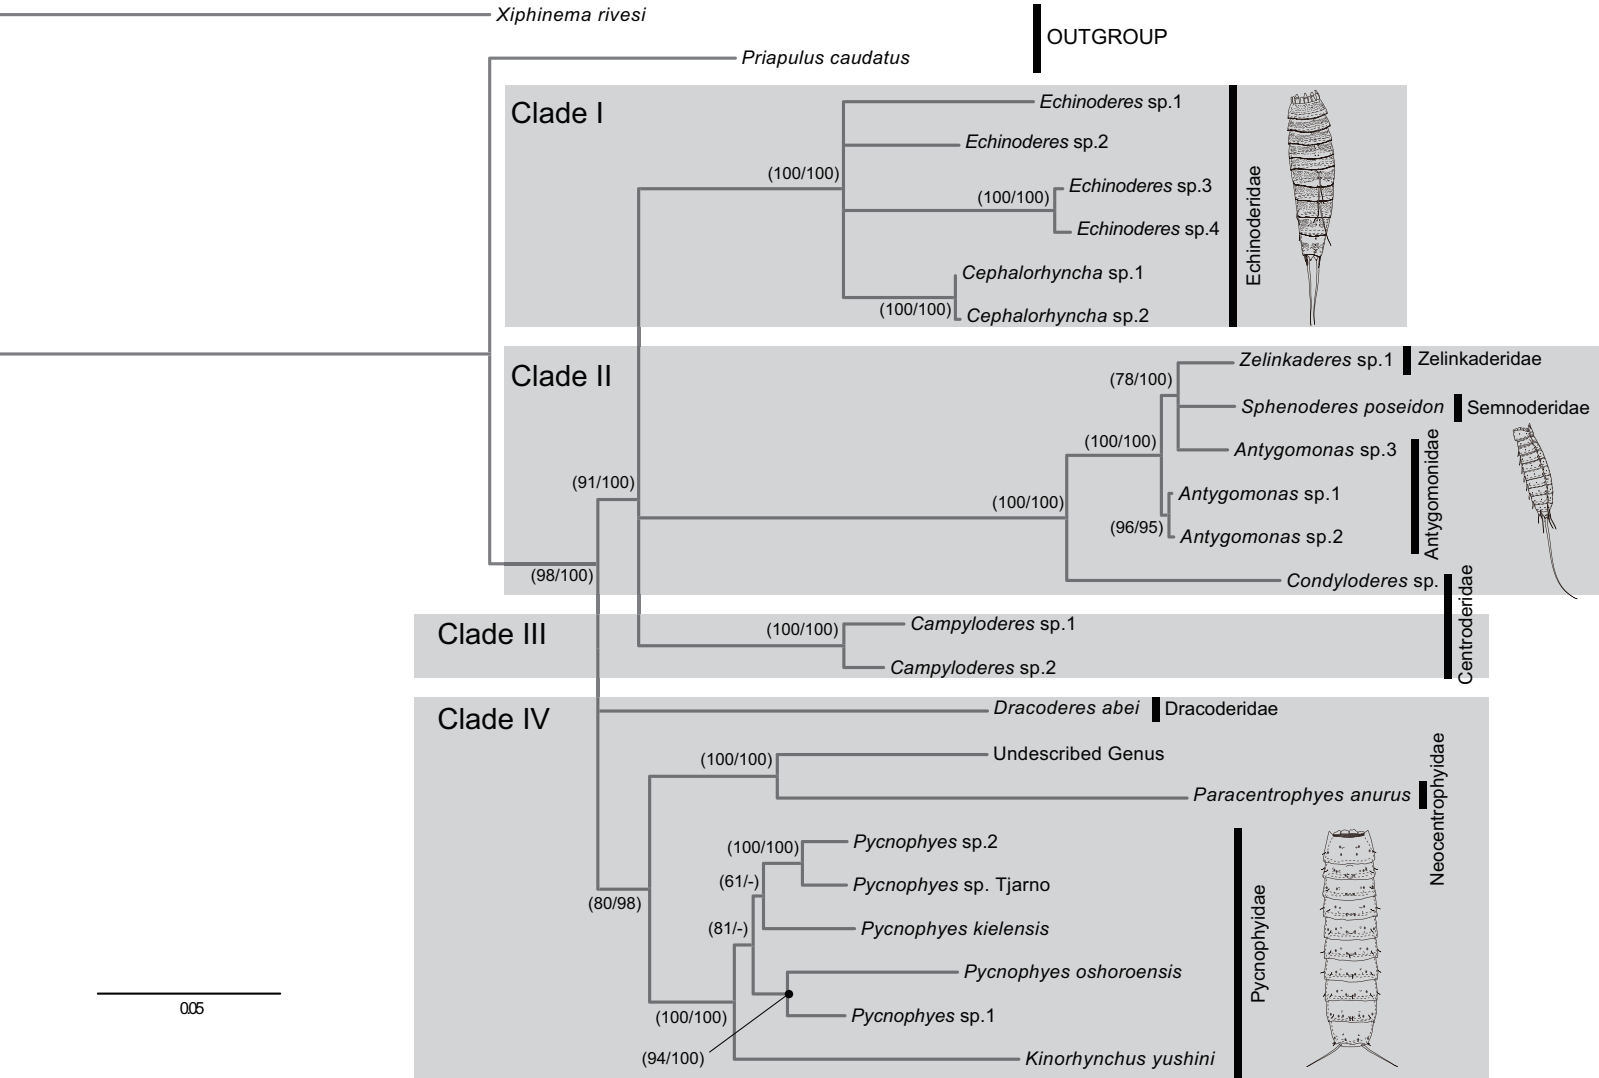 Xiphinema rivesi
OUTGROUP
Priapulus caudatus
Clade I
Echinoderes sp.1
Echinoderes sp.2
(100/100)
Echinoderes sp.3
(100/100)
Echinoderes sp.4
Echinoderidae
Cephalorhyncha sp.1
(100/100)
Cephalorhyncha sp.2
Clade II
Zelinkaderes sp.1
Zelinkaderidae
(78/100)
Sphenoderes poseidon
Semnoderidae
(100/100)
Antygomonas sp.3
Antygomonidae
(91/100)
(100/100)
Antygomonas sp.1
(96/95)
Antygomonas sp.2
(98/100)
Condyloderes sp.
Centroderidae
Clade III
(100/100)
Campyloderes sp.1
Campyloderes sp.2
Clade IV
Dracoderes abei
Dracoderidae
(100/100)
Undescribed Genus
Paracentrophyes anurus
Neocentrophyidae
(100/100)
Pycnophyes sp.2
(61/-)
Pycnophyes sp. Tjarno
(80/98)
(81/-)
Pycnophyes kielensis
Pycnophyidae
Pycnophyes oshoroensis
0.05
(100/100)
Pycnophyes sp.1
(94/100)
Kinorhynchus yushini